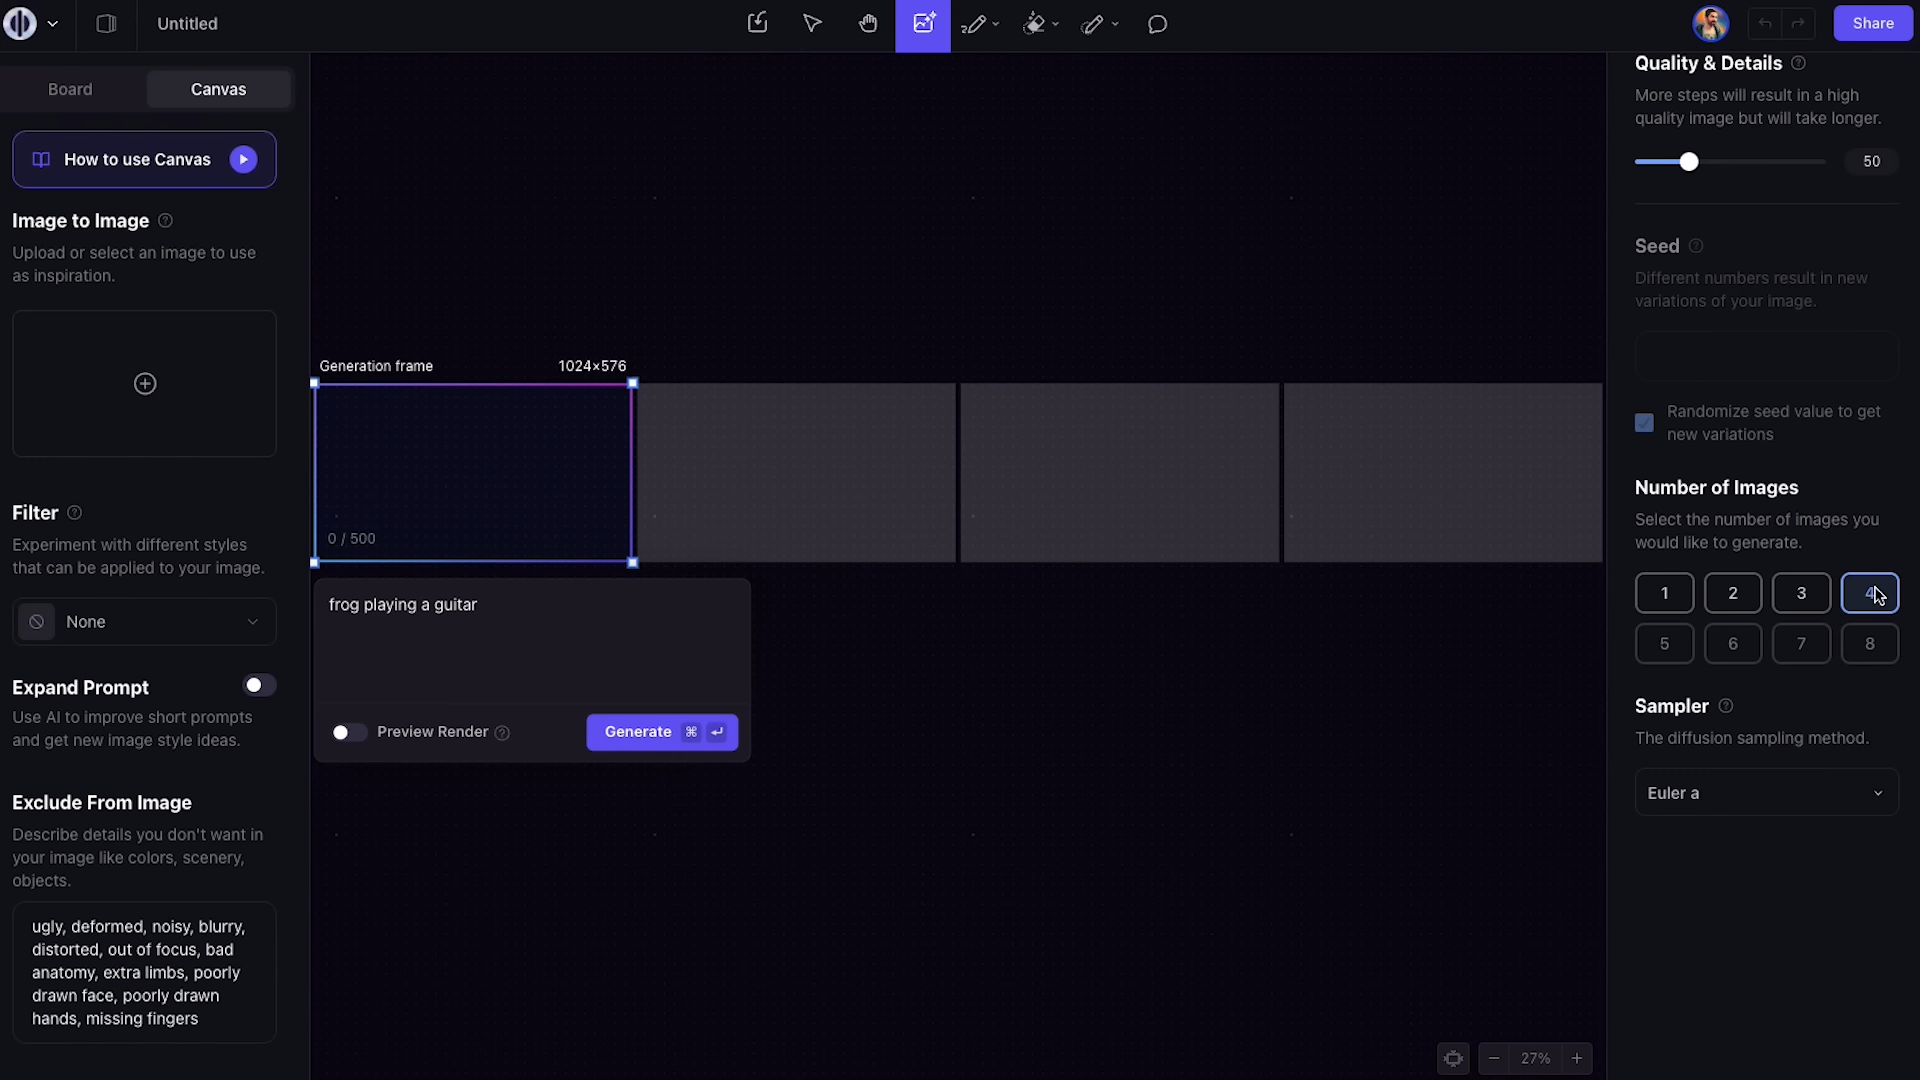 Untitled
Share
Board
Canvas
How to use Canvas
Image to Image
Upload or select an image to use
as inspiration.
Filter
Experiment with different styles
that can be applied to your image.
None
Expand Prompt
Use AI to improve short prompts
and get new image style ideas.
Exclude From Image
Describe details you don't want in
your image like colors, scenery,
objects.
ugly, deformed, noisy, blurry,
distorted, out of focus, bad
anatomy, extra limbs, poorly
drawn face, poorly drawn
hands, missing fingers
Generation frame 1024×576
0 / 500
frog playing a guitar
Preview Render
Generate ⌘ ↵
27%
Quality & Details
More steps will result in a high
quality image but will take longer.
50
Seed
Different numbers result in new
variations of your image.
Randomize seed value to get
new variations
Number of Images
Select the number of images you
would like to generate.
1 2 3 4
5 6 7 8
Sampler
The diffusion sampling method.
Euler a